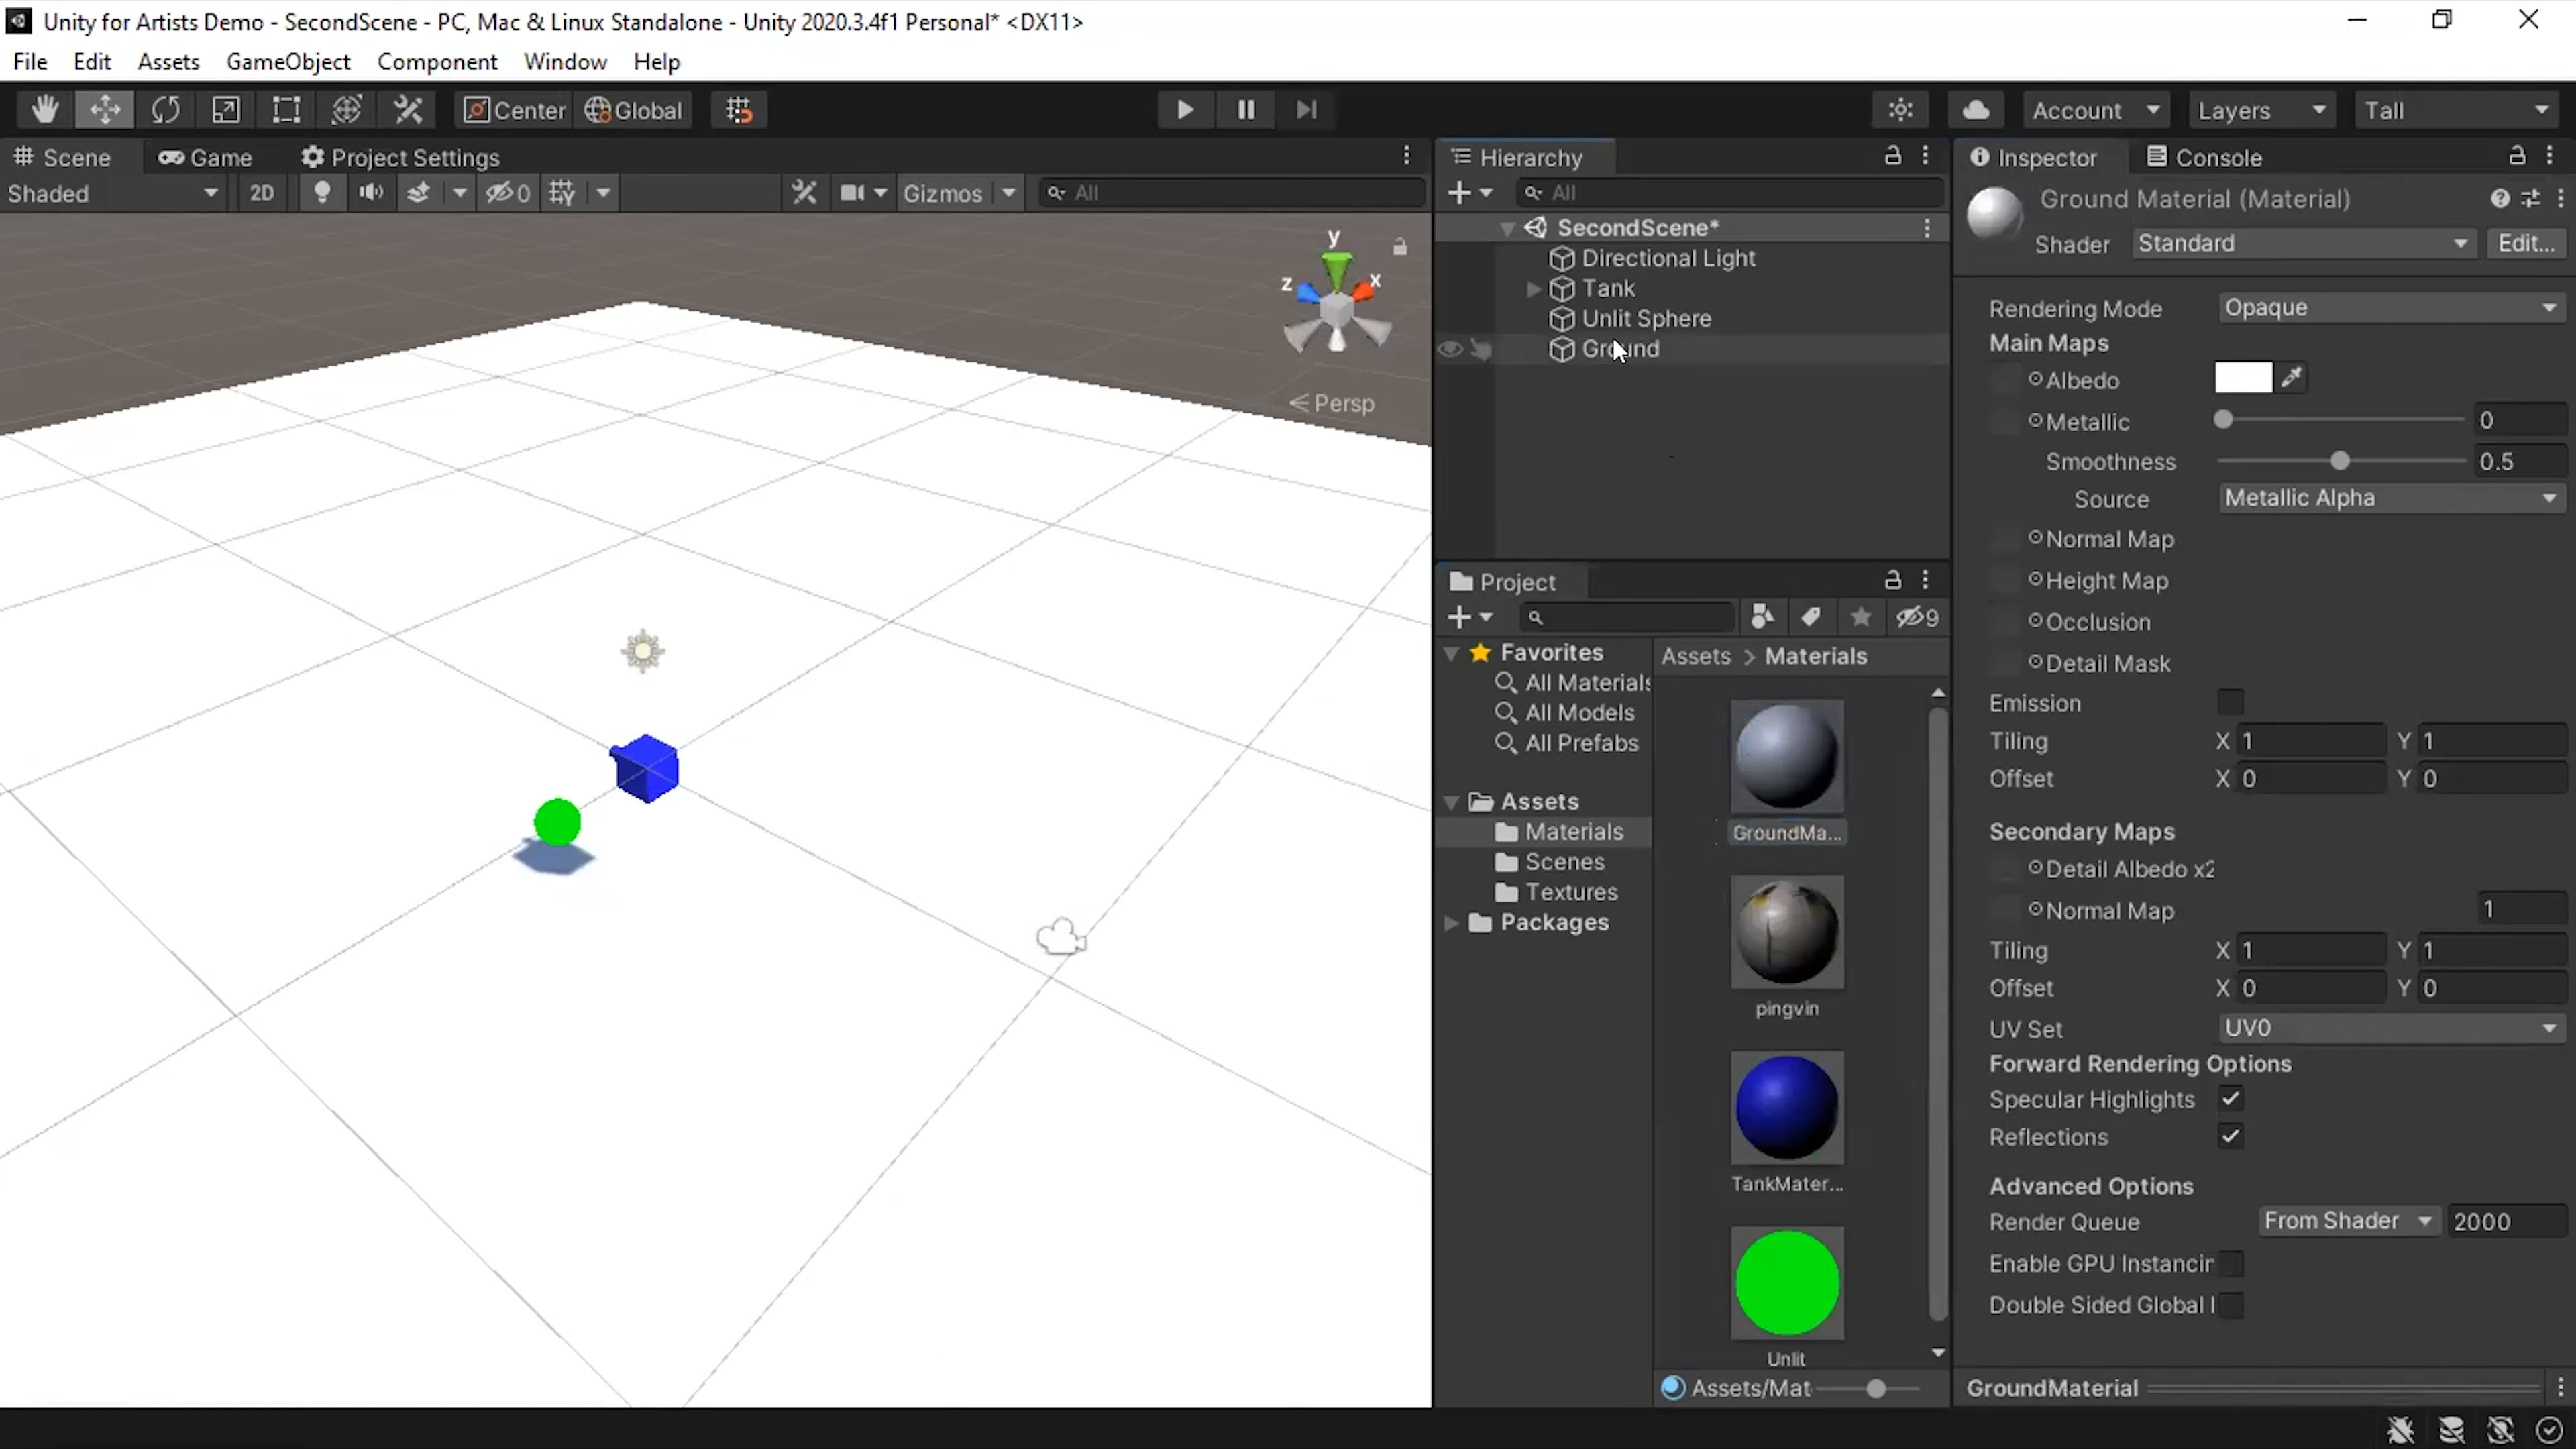 Unity for Artists Demo - SecondScene - PC, Mac & Linux Standalone - Unity 2020.3.4f1 Personal* <DX11>
File Edit Assets GameObject Component Window Help
Center Global Account Layers Tall
Scene Game Project Settings
Shaded 2D 0 Gizmos All
y
z x
Persp
Hierarchy
All
SecondScene*
Directional Light
Tank
Unlit Sphere
Ground
Project
9
Favorites
All Materials
All Models
All Prefabs
Assets
Materials
Scenes
Textures
Packages
Assets > Materials
GroundMa...
pingvin
TankMater...
Unlit
Assets/Mat
Inspector Console
Ground Material (Material)
Shader Standard Edit...
Rendering Mode Opaque
Main Maps
Albedo
Metallic 0
Smoothness 0.5
Source Metallic Alpha
Normal Map
Height Map
Occlusion
Detail Mask
Emission
Tiling X 1 Y 1
Offset X 0 Y 0
Secondary Maps
Detail Albedo x2
Normal Map 1
Tiling X 1 Y 1
Offset X 0 Y 0
UV Set UV0
Forward Rendering Options
Specular Highlights
Reflections
Advanced Options
Render Queue From Shader 2000
Enable GPU Instancin
Double Sided Global I
GroundMaterial